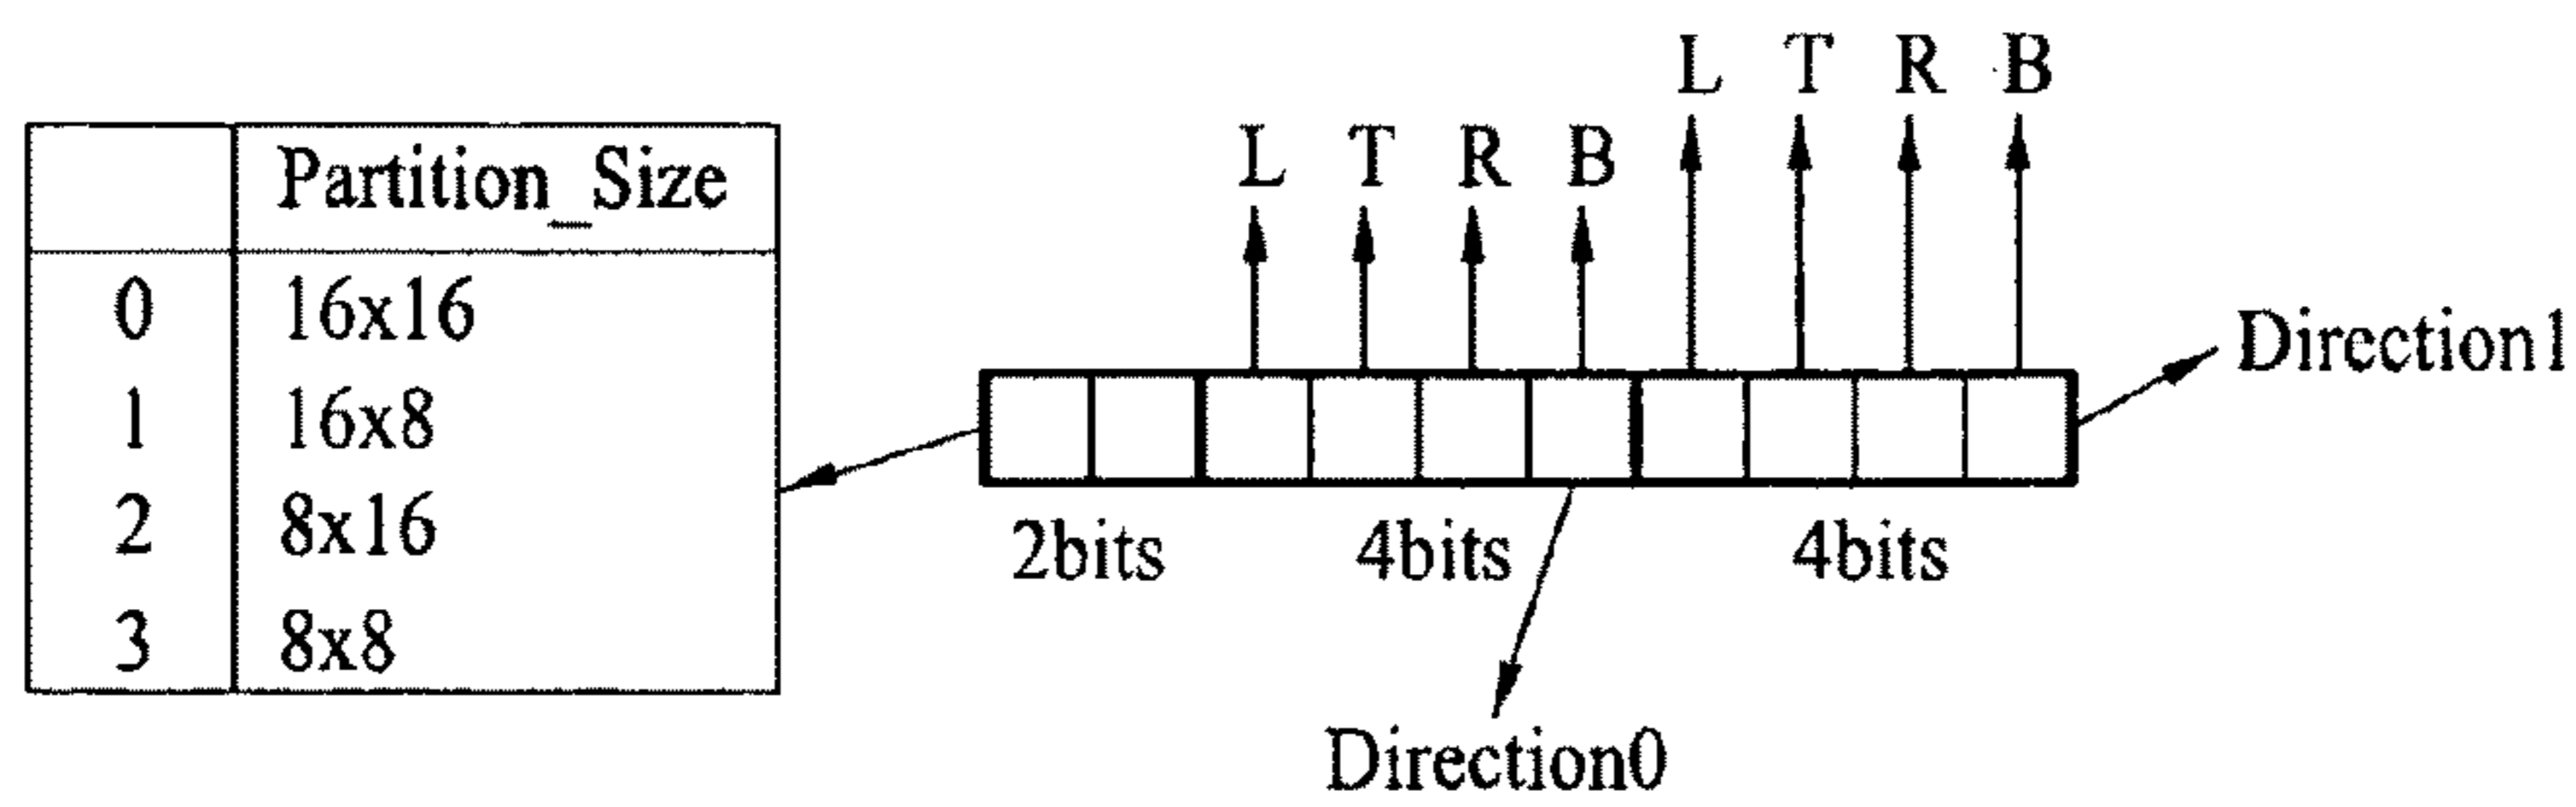 Partition_Size
0 16x16
1 16x8
2 8x16
3 8x8
L T R B
L T R B
Direction1
2bits 4bits 4bits
Direction0